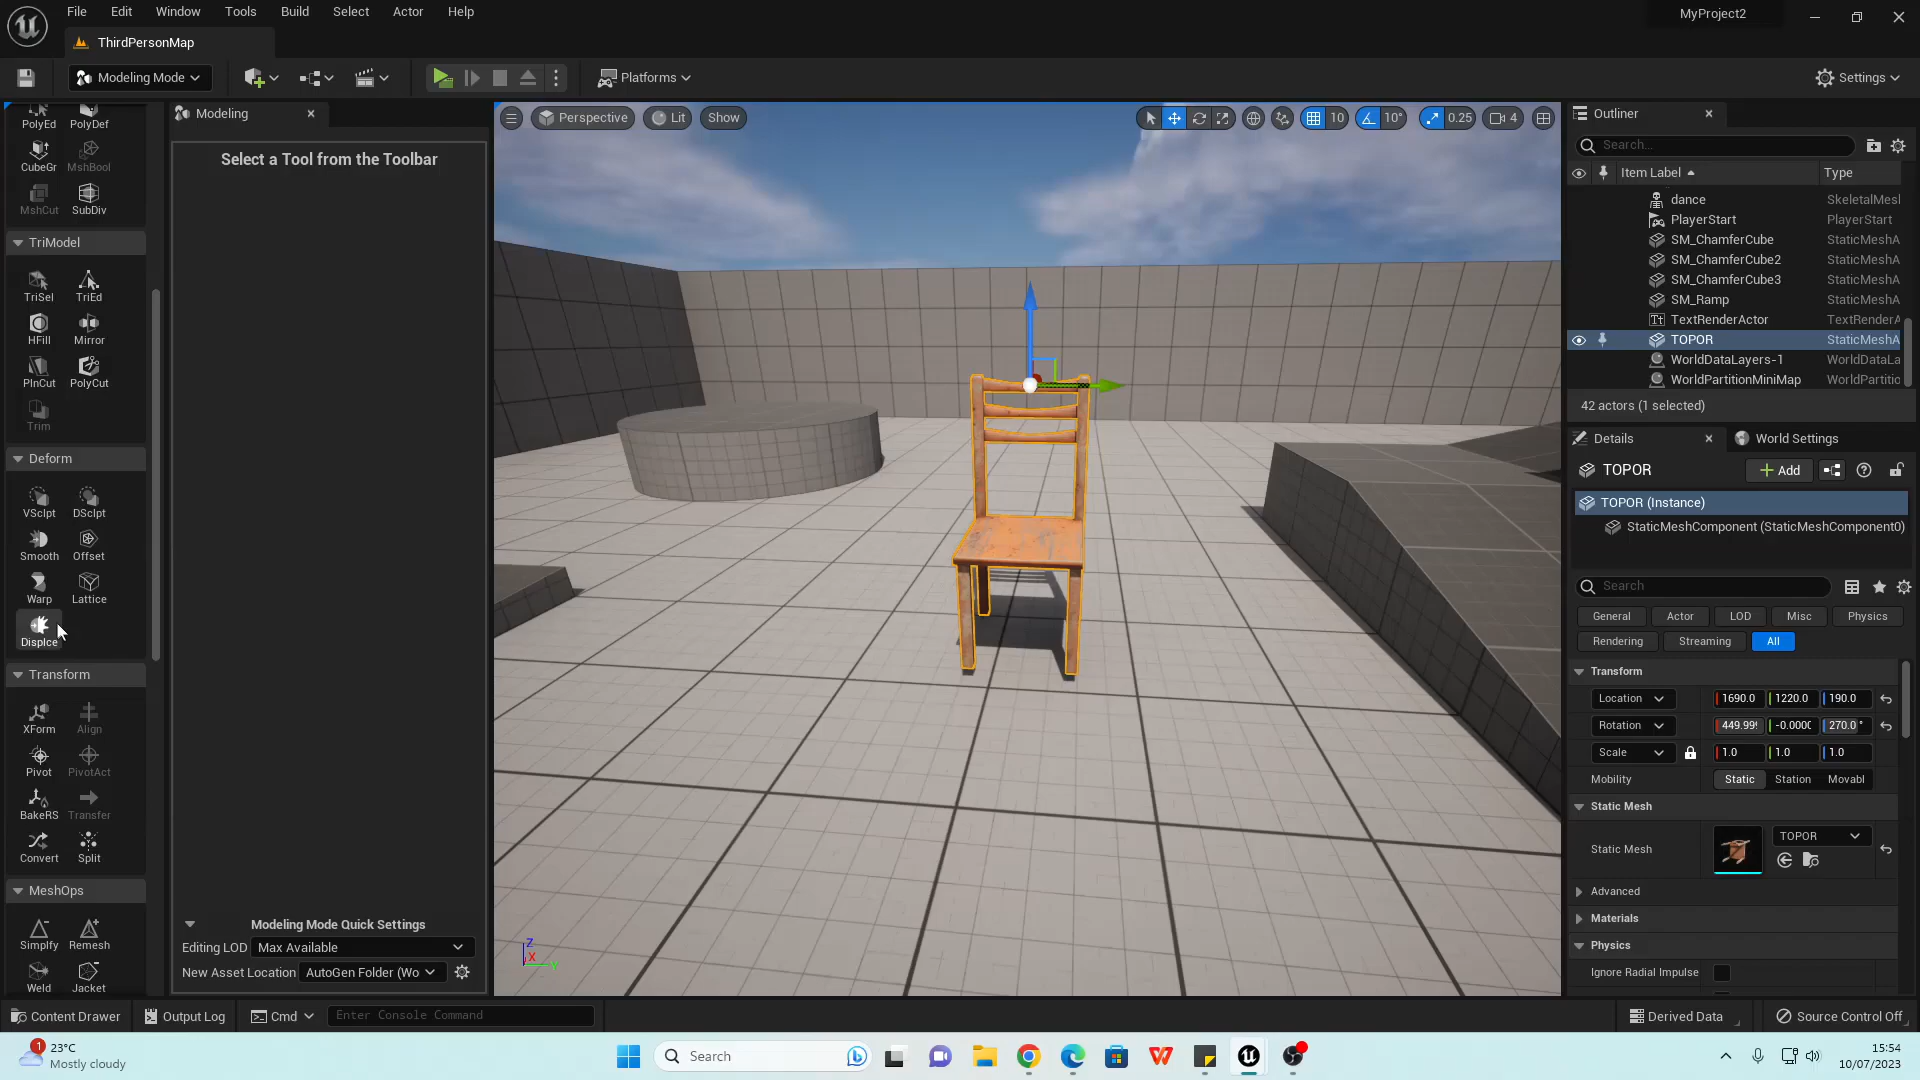 File Edit Window Tools Build Select Actor Help
MyProject2
ThirdPersonMap
Modeling Mode
Platforms
Settings
PolyEd PolyDef
CubeGr MshBool
MshCut SubDiv
TriModel
TriSel TriEd
HFill Mirror
PlnCut PolyCut
Trim
Deform
VSclpt DSclpt
Smooth Offset
Warp Lattice
Displce
Transform
XForm Align
Pivot PivotAct
BakeRS Transfer
Convert Split
MeshOps
Simplfy Remesh
Weld Jacket
Modeling
Select a Tool from the Toolbar
Modeling Mode Quick Settings
Editing LOD Max Available
New Asset Location AutoGen Folder (Wo
Perspective Lit Show
10 10° 0.25 4
Z
X
Y
Outliner
Search...
Item Label Type
dance SkeletalMesl
PlayerStart PlayerStart
SM_ChamferCube StaticMeshA
SM_ChamferCube2 StaticMeshA
SM_ChamferCube3 StaticMeshA
SM_Ramp StaticMeshA
Tt TextRenderActor TextRenderA
TOPOR StaticMeshA
WorldDataLayers-1 WorldDataLa
WorldPartitionMiniMap WorldPartitic
42 actors (1 selected)
Details World Settings
TOPOR Add
TOPOR (Instance)
StaticMeshComponent (StaticMeshComponent0)
Search
General Actor LOD Misc Physics
Rendering Streaming All
Transform
Location 1690.0 1220.0 190.0
Rotation 449.99 -0.000 270.0°
Scale 1.0 1.0 1.0
Mobility Static Station Movabl
Static Mesh
Static Mesh TOPOR
Advanced
Materials
Physics
Ignore Radial Impulse
Content Drawer Output Log Cmd Enter Console Command
Derived Data Source Control Off
1 23°C
Mostly cloudy
Search
15:54
10/07/2023